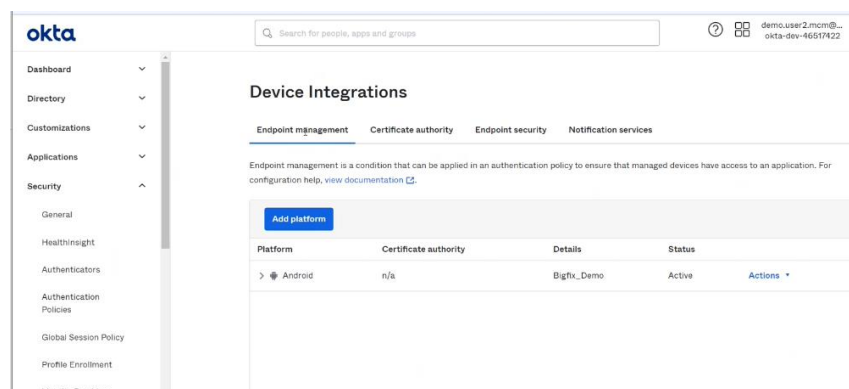 okta
Search for people, apps and groups
demo.user2.mcm@...
okta-dev-46517422
Dashboard
Directory
Customizations
Applications
Security
General
HealthInsight
Authenticators
Authentication
Policies
Global Session Policy
Profile Enrollment
Device Integrations
Endpoint management Certificate authority Endpoint security Notification services
Endpoint management is a condition that can be applied in an authentication policy to ensure that managed devices have access to an application. For
configuration help, view documentation.
Add platform
Platform Certificate authority Details Status
Android n/a Bigfix_Demo Active Actions